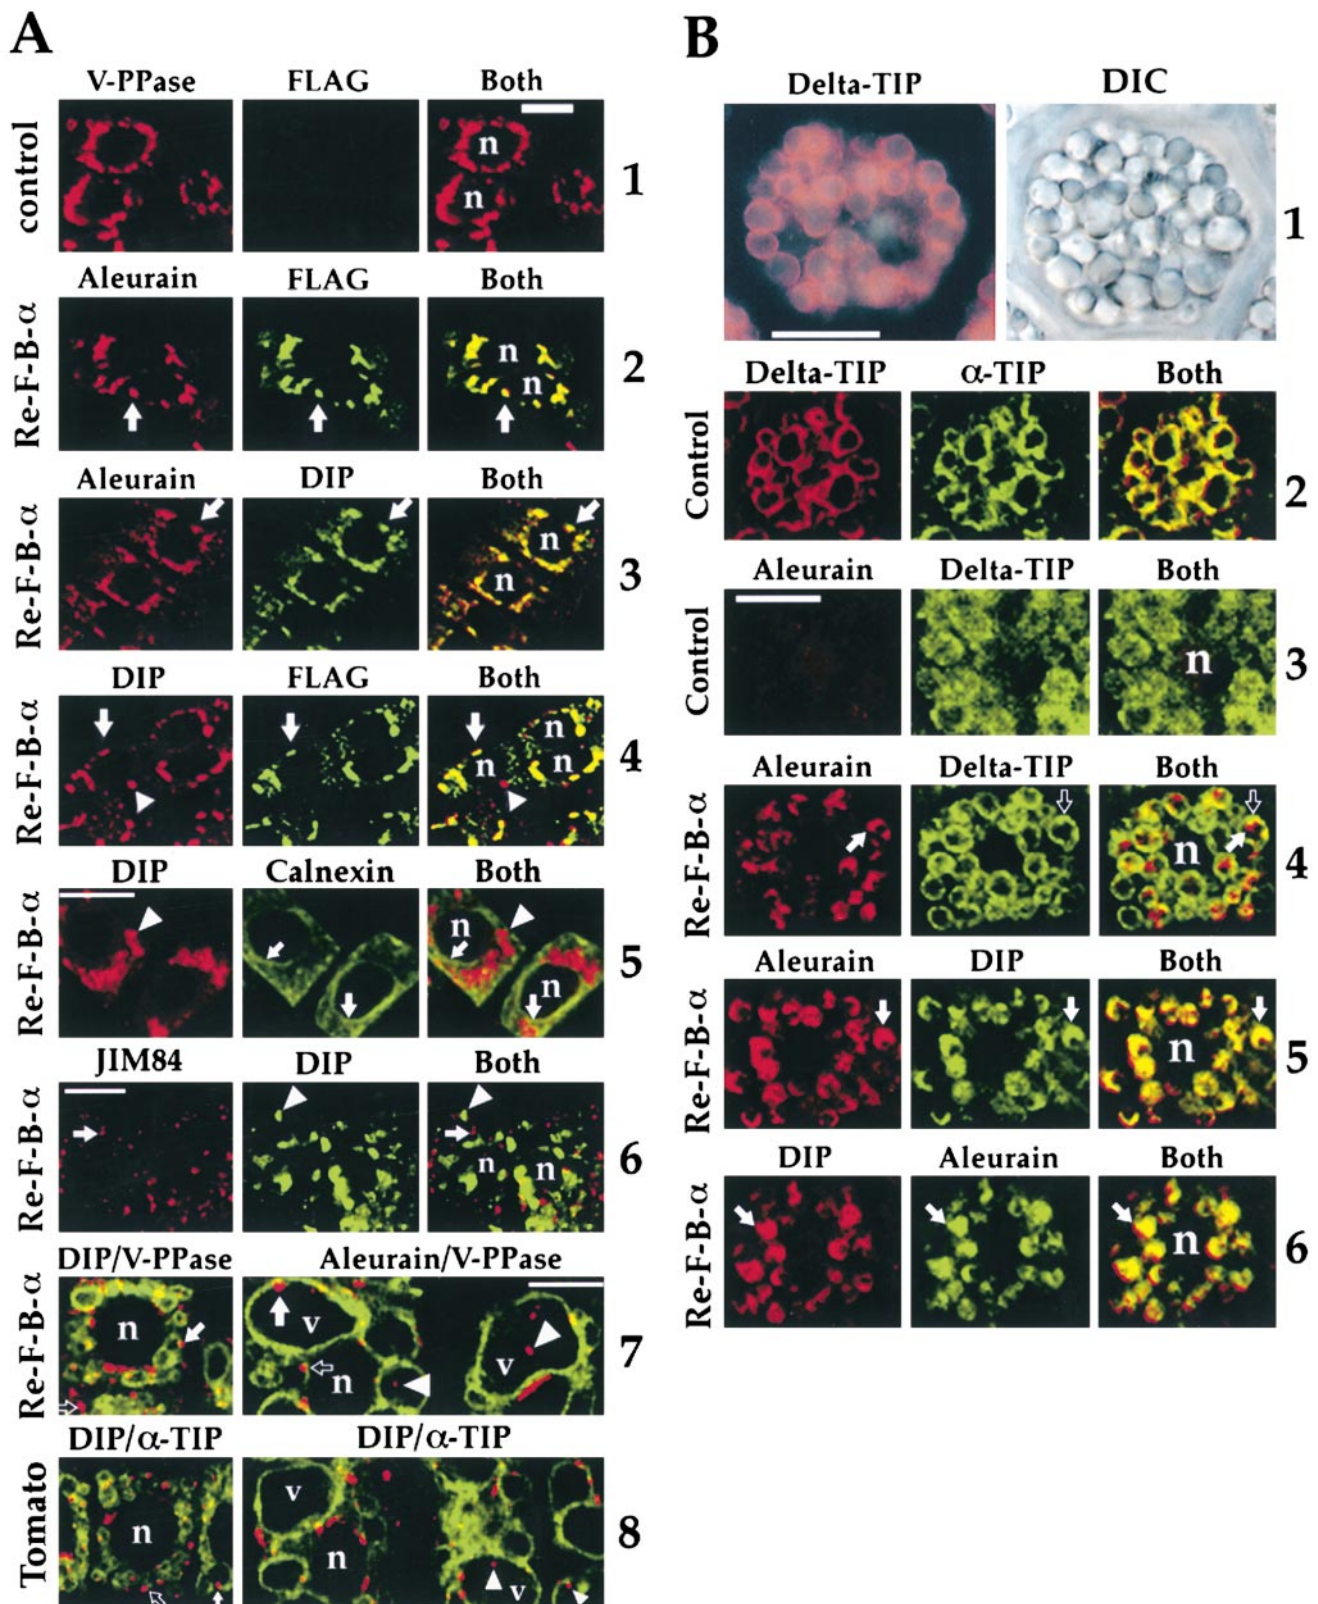 A
V-PPase FLAG Both
control
n
n
1
Aleurain FLAG Both
Re-F-B-α
n
n
2
Aleurain DIP Both
Re-F-B-α
n
n
3
DIP FLAG Both
Re-F-B-α
n
n
n
4
DIP Calnexin Both
Re-F-B-α
n
n
5
JIM84 DIP Both
Re-F-B-α
n
n
6
DIP/V-PPase Aleurain/V-PPase
Re-F-B-α
n
v
n
v
7
DIP/α-TIP DIP/α-TIP
Tomato
n
v
n
v
8
B
Delta-TIP DIC
1
Delta-TIP α-TIP Both
Control
2
Aleurain Delta-TIP Both
Control
n
3
Aleurain Delta-TIP Both
Re-F-B-α
n
4
Aleurain DIP Both
Re-F-B-α
n
5
DIP Aleurain Both
Re-F-B-α
n
6